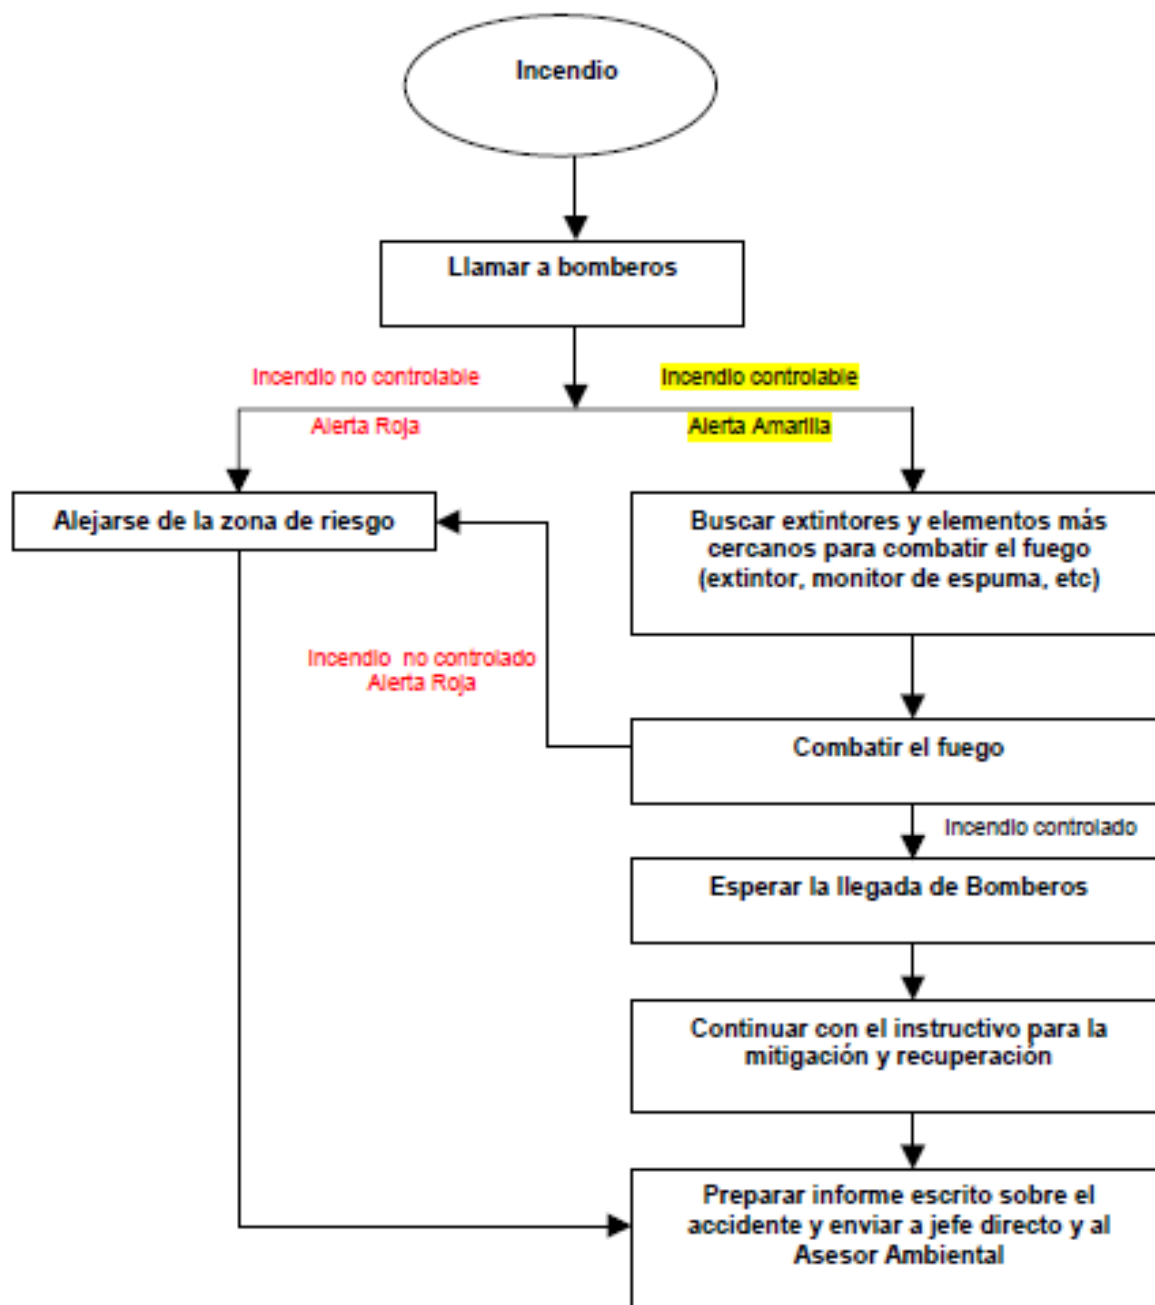 Incendio
Llamar a bomberos
Incendio no controlable
Alerta Roja
Incendio controlable
Alerta Amarilla
Alejarse de la zona de riesgo
Buscar extintores y elementos más
cercanos para combatir el fuego
(extintor, monitor de espuma, etc)
Incendio no controlado
Alerta Roja
Combatir el fuego
Incendio controlado
Esperar la llegada de Bomberos
Continuar con el instructivo para la
mitigación y recuperación
Preparar informe escrito sobre el
accidente y enviar a jefe directo y al
Asesor Ambiental